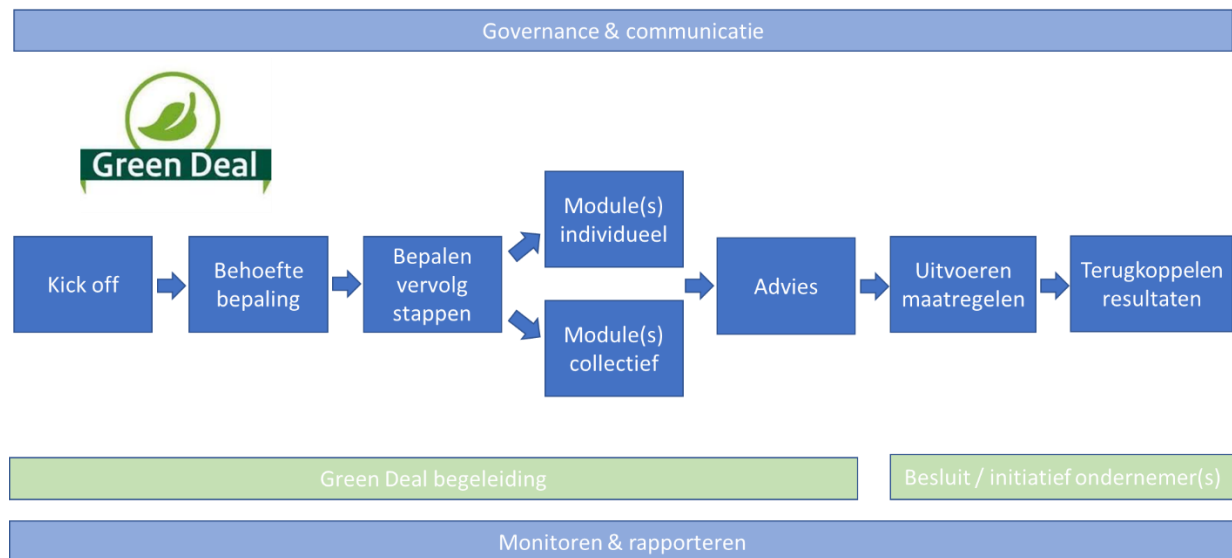 Governance & communicatie
Green Deal
Kick off
Behoefte
bepaling
Bepalen
vervolg
stappen
Module(s)
individueel
Module(s)
collectief
Advies
Uitvoeren
maatregelen
Terugkoppelen
resultaten
Green Deal begeleiding
Besluit / initiatief ondernemer(s)
Monitoren & rapporteren